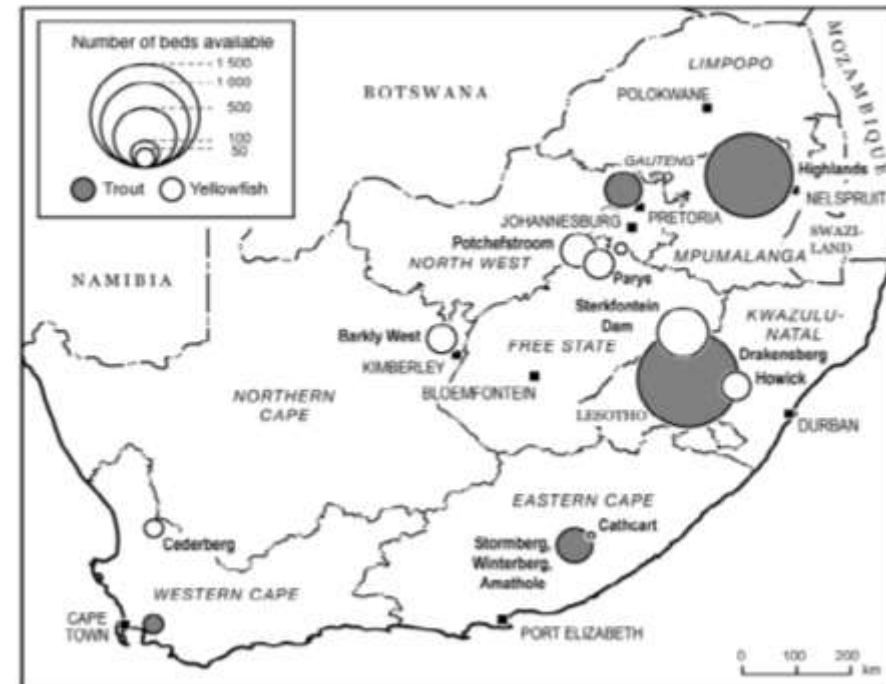 Number of beds available
1 500
1 000
500
100
50
Trout
Yellowfish
BOTSWANA
LIMPOPO
POLOKWANE
MOZAMBIQUE
GAUTENG
Highlands
NELSPRUIT
JOHANNESBURG
PRETORIA
SWAZI-
LAND
Potchefstroom
NORTH WEST
MPUMALANGA
Parys
NAMIBIA
Sterkfontein
Dam
KWAZULU-
NATAL
Barkly West
KIMBERLEY
FREE STATE
Drakensberg
Howick
BLOEMFONTEIN
NORTHERN
CAPE
LESOTHO
DURBAN
EASTERN CAPE
Cathcart
Cederberg
Stormberg,
Winterberg,
Amathole
WESTERN CAPE
CAPE
TOWN
PORT ELIZABETH
0 100 200
km